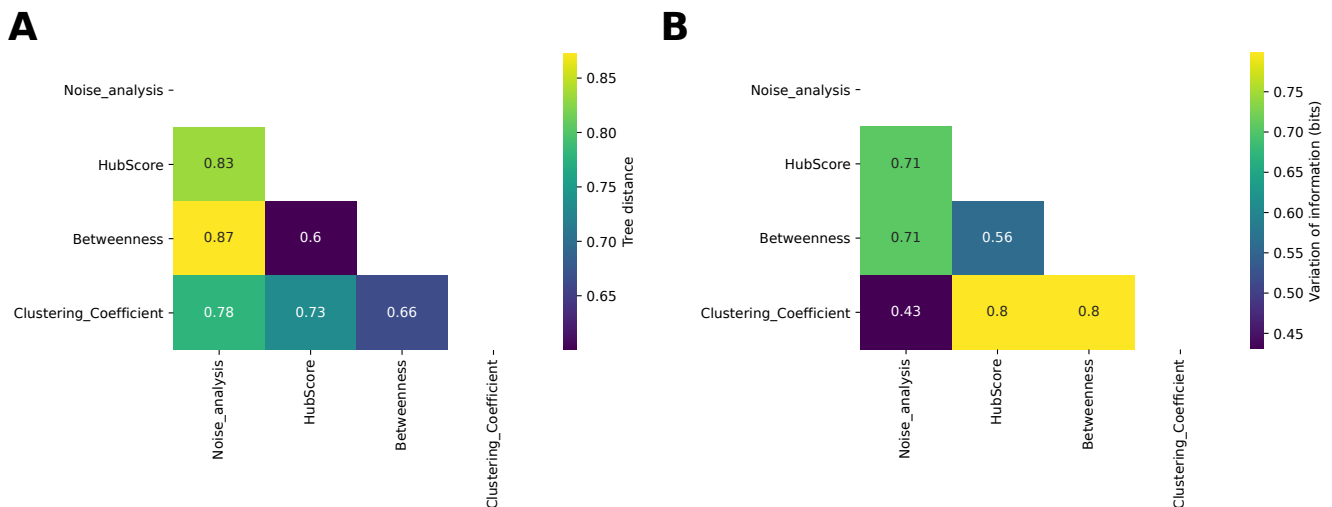 A
Noise_analysis
HubScore
Betweenness
Clustering_Coefficient
0.83
0.87
0.6
0.78
0.73
0.66
Noise_analysis
HubScore
Betweenness
Clustering_Coefficient
0.85
0.80
0.75
0.70
0.65
Tree distance
B
Noise_analysis
HubScore
Betweenness
Clustering_Coefficient
0.71
0.71
0.56
0.43
0.8
0.8
Noise_analysis
HubScore
Betweenness
Clustering_Coefficient
0.75
0.70
0.65
0.60
0.55
0.50
0.45
Variation of information (bits)